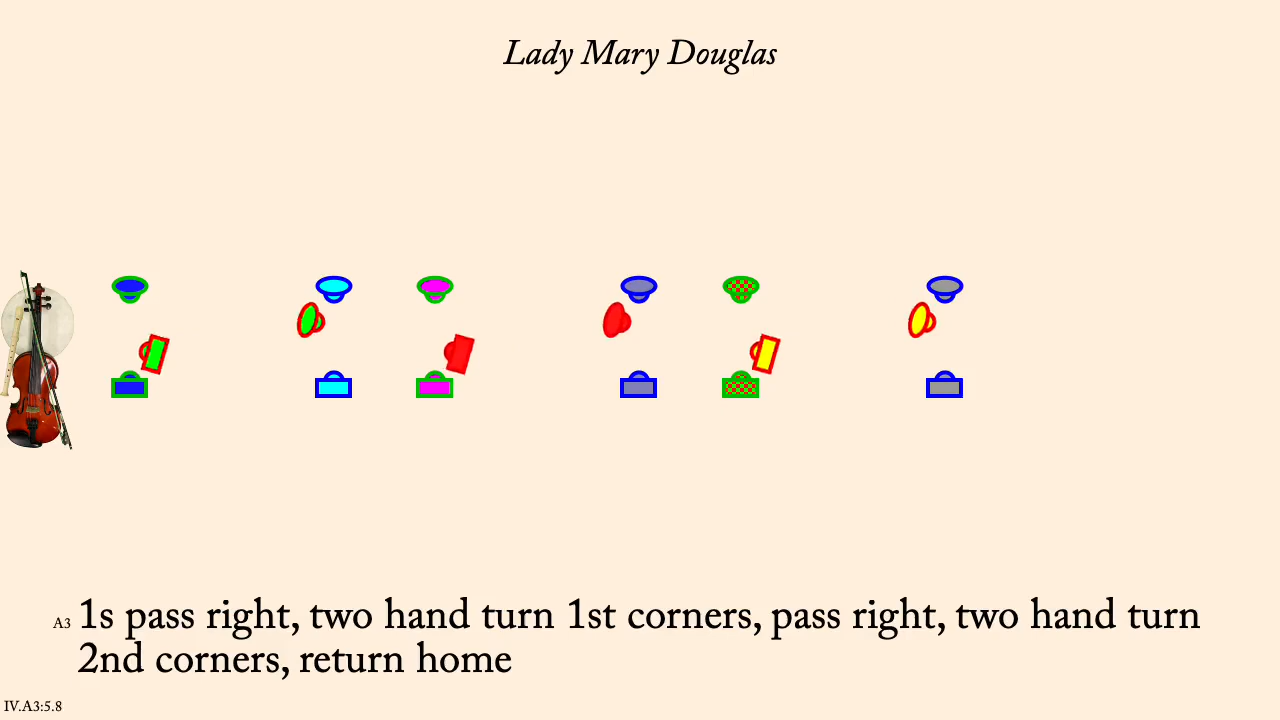 Lady Mary Douglas
A3 1s pass right, two hand turn 1st corners, pass right, two hand turn
2nd corners, return home
IV.A3:5.8